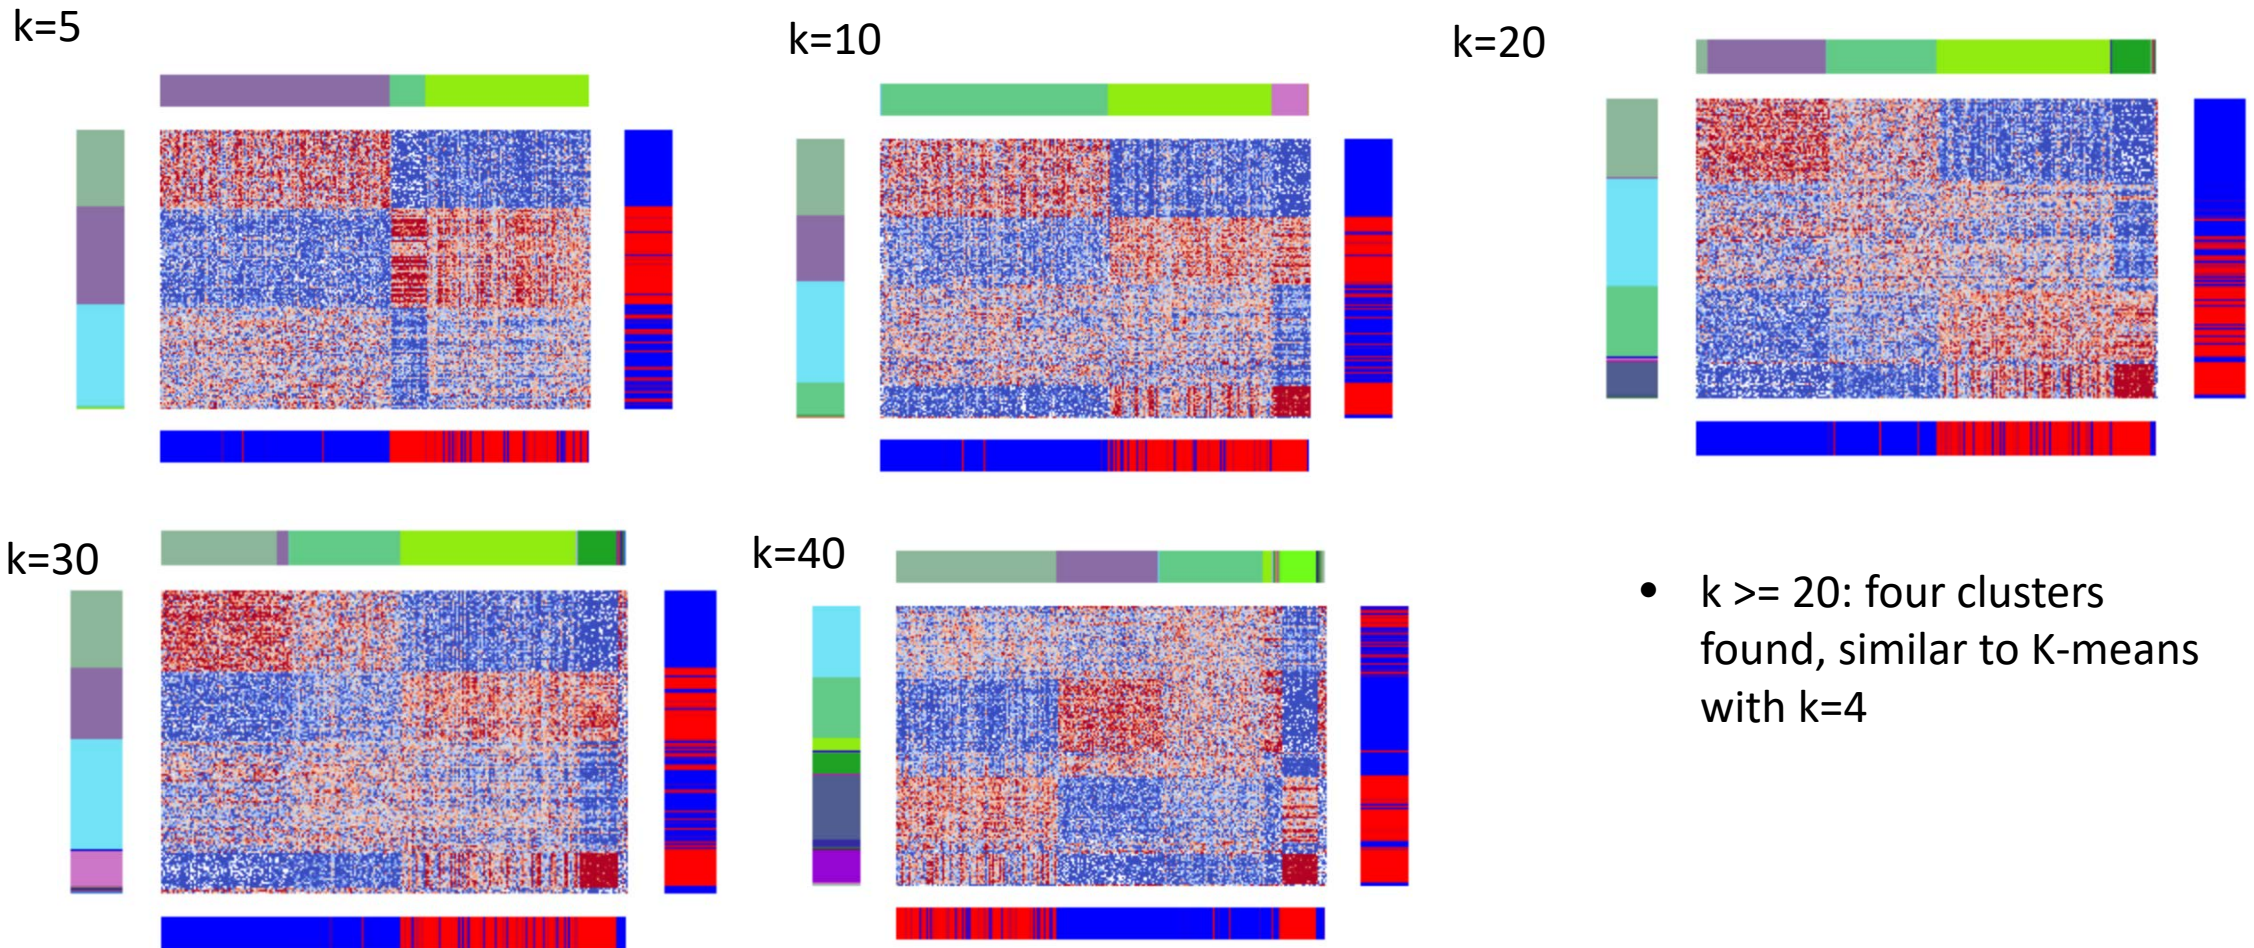 k=5
k=10
k=20
k=30
k=40
• k >= 20: four clusters
found, similar to K-means
with k=4